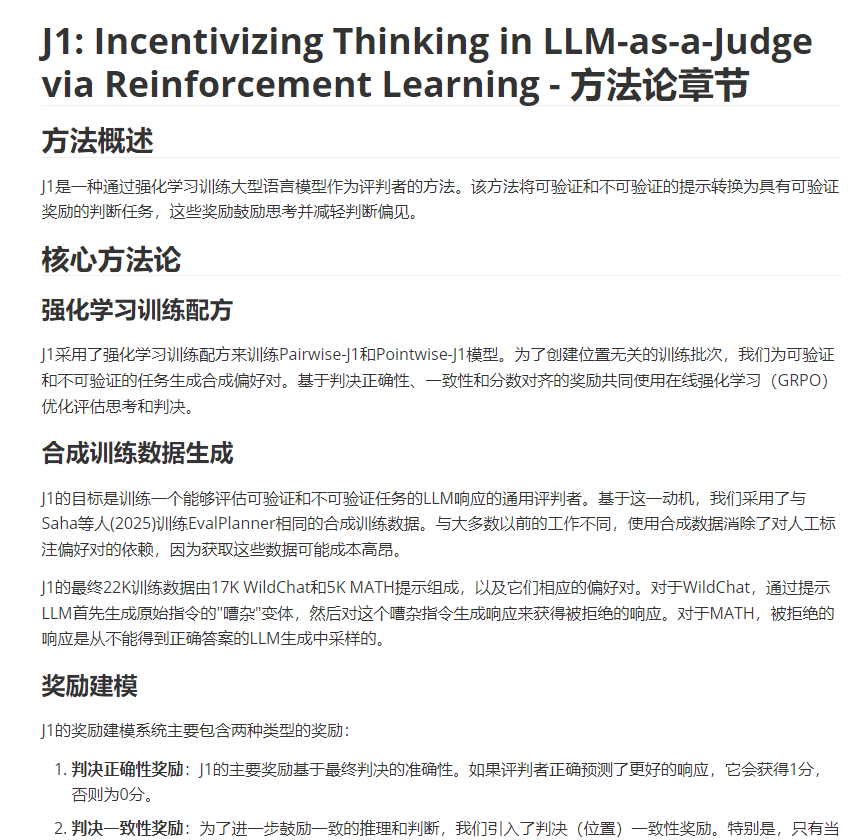 J1: Incentivizing Thinking in LLM-as-a-Judge
via Reinforcement Learning - 方法论章节
方法概述
J1是一种通过强化学习训练大型语言模型作为评判者的方法。该方法将可验证和不可验证的提示转换为具有可验证
奖励的判断任务，这些奖励鼓励思考并减轻判断偏见。
核心方法论
强化学习训练配方
J1采用了强化学习训练配方来训练Pairwise-J1和Pointwise-J1模型。为了创建位置无关的训练批次，我们为可验证
和不可验证的任务生成合成偏好对。基于判决正确性、一致性和分数对齐的奖励共同使用在线强化学习（GRPO）
优化评估思考和判决。
合成训练数据生成
J1的目标是训练一个能够评估可验证和不可验证任务的LLM响应的通用评判者。基于这一动机，我们采用了与
Saha等人(2025)训练EvalPlanner相同的合成训练数据。与大多数以前的工作不同，使用合成数据消除了对人工标
注偏好对的依赖，因为获取这些数据可能成本高昂。
J1的最终22K训练数据由17K WildChat和5K MATH提示组成，以及它们相应的偏好对。对于WildChat，通过提示
LLM首先生成原始指令的"嘈杂"变体，然后对这个嘈杂指令生成响应来获得被拒绝的响应。对于MATH，被拒绝的
响应是从不能得到正确答案的LLM生成中采样的。
奖励建模
J1的奖励建模系统主要包含两种类型的奖励：
1. 判决正确性奖励：J1的主要奖励基于最终判决的准确性。如果评判者正确预测了更好的响应，它会获得1分，
否则为0分。
2. 判决一致性奖励：为了进一步鼓励一致的推理和判断，我们引入了判决（位置）一致性奖励。特别是，只有当